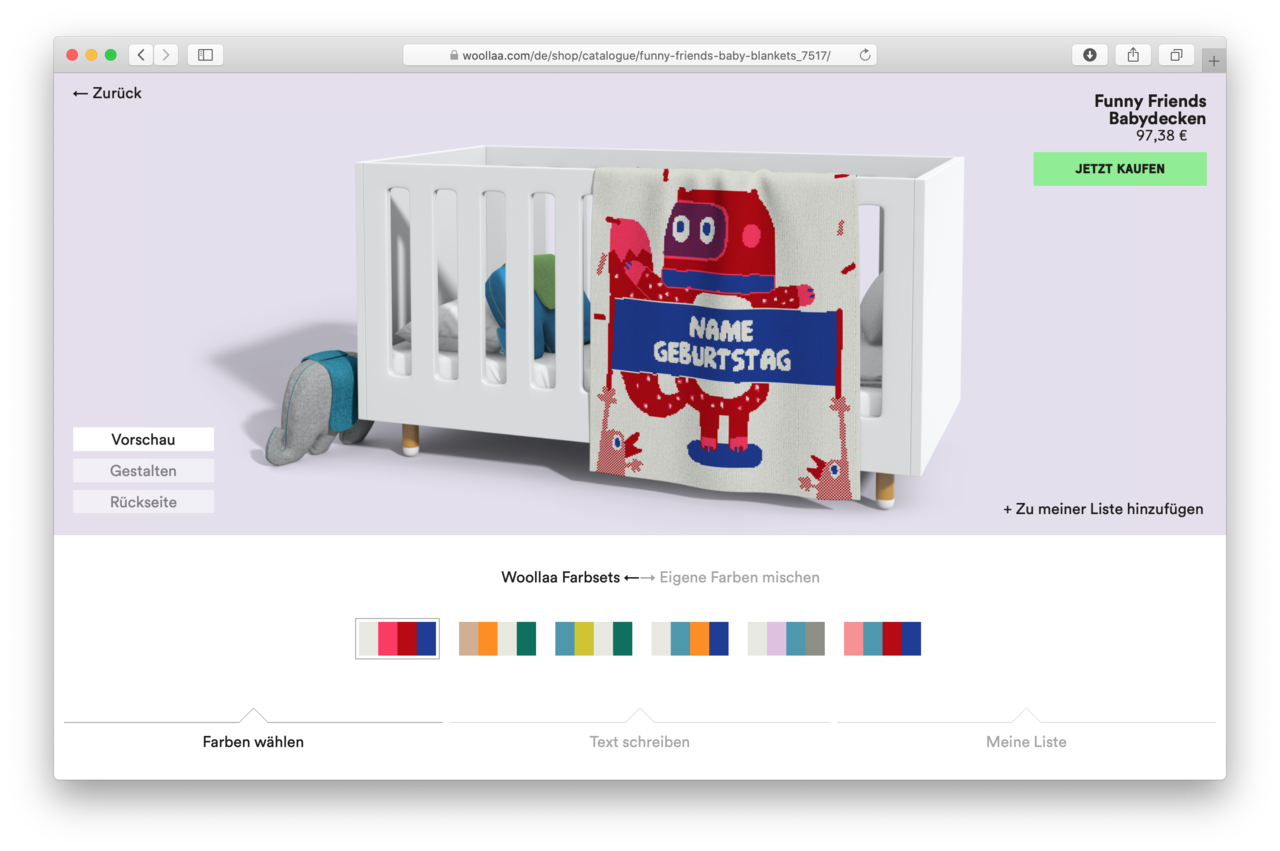 woollaa.com/de/shop/catalogue/funny-friends-baby-blankets_7517/
← Zurück
Funny Friends
Babydecken
97,38 €
JETZT KAUFEN
NAME
GEBURTSTAG
Vorschau
Gestalten
Rückseite
+ Zu meiner Liste hinzufügen
Woollaa Farbsets ←→ Eigene Farben mischen
Farben wählen
Text schreiben
Meine Liste